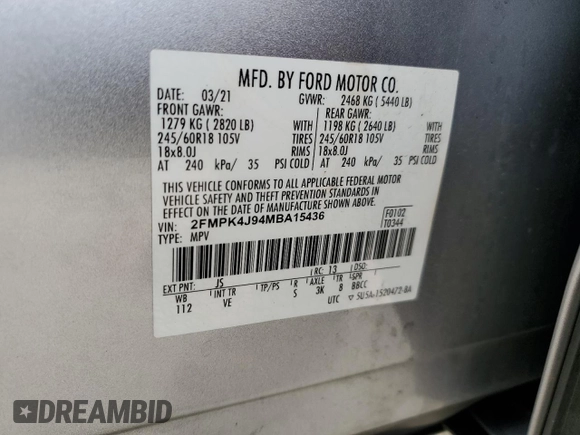 MFD. BY FORD MOTOR CO.
DATE: 03/21 GVWR: 2468 KG ( 5440 LB)
FRONT GAWR: REAR GAWR:
1279 KG ( 2820 LB) WITH 1198 KG ( 2640 LB) WITH
245/60R18 105V TIRES 245/60R18 105V TIRES
18x8.0J RIMS 18x8.0J RIMS
AT 240 kPa/ 35 PSI COLD AT 240 kPa/ 35 PSI COLD
THIS VEHICLE CONFORMS TO ALL APPLICABLE FEDERAL MOTOR
VEHICLE SAFETY AND THEFT PREVENTION STANDARDS IN
EFFECT ON THE DATE OF MANUFACTURE SHOWN ABOVE.
VIN: 2FMPK4J94MBA15436 F0102
TYPE: MPV T0344
EXT PNT: JS RC: 13 DSO:
WB INT TR TP/PS R AXLE TR SPR
112 VE S 3K 8 BBCC
UTC
DREAMBID